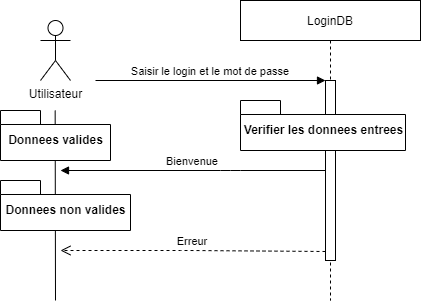 LoginDB
Utilisateur
Saisir le login et le mot de passe
Verifier les donnees entrees
Donnees valides
Bienvenue
Donnees non valides
Erreur